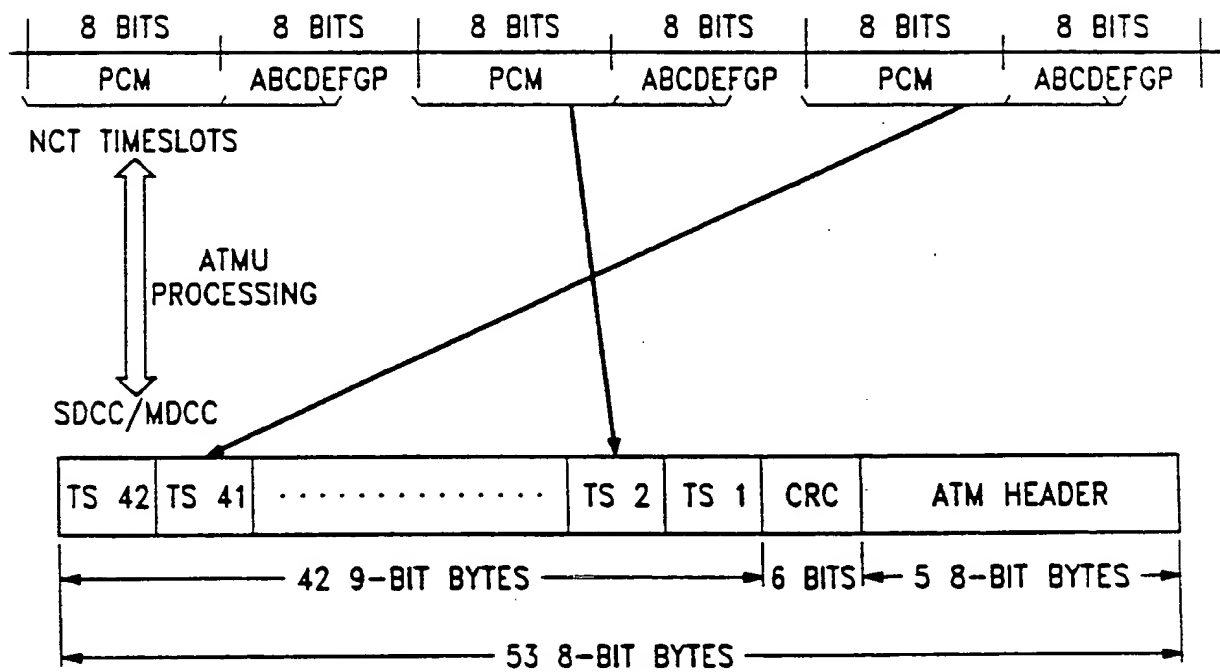 8 BITS 8 BITS 8 BITS 8 BITS 8 BITS 8 BITS
PCM ABCDEFGP PCM ABCDEFGP PCM ABCDEFGP
NCT TIMESLOTS
ATMU
PROCESSING
SDCC/MDCC
TS 42 TS 41 ................ TS 2 TS 1 CRC ATM HEADER
42 9-BIT BYTES 6 BITS 5 8-BIT BYTES
53 8-BIT BYTES